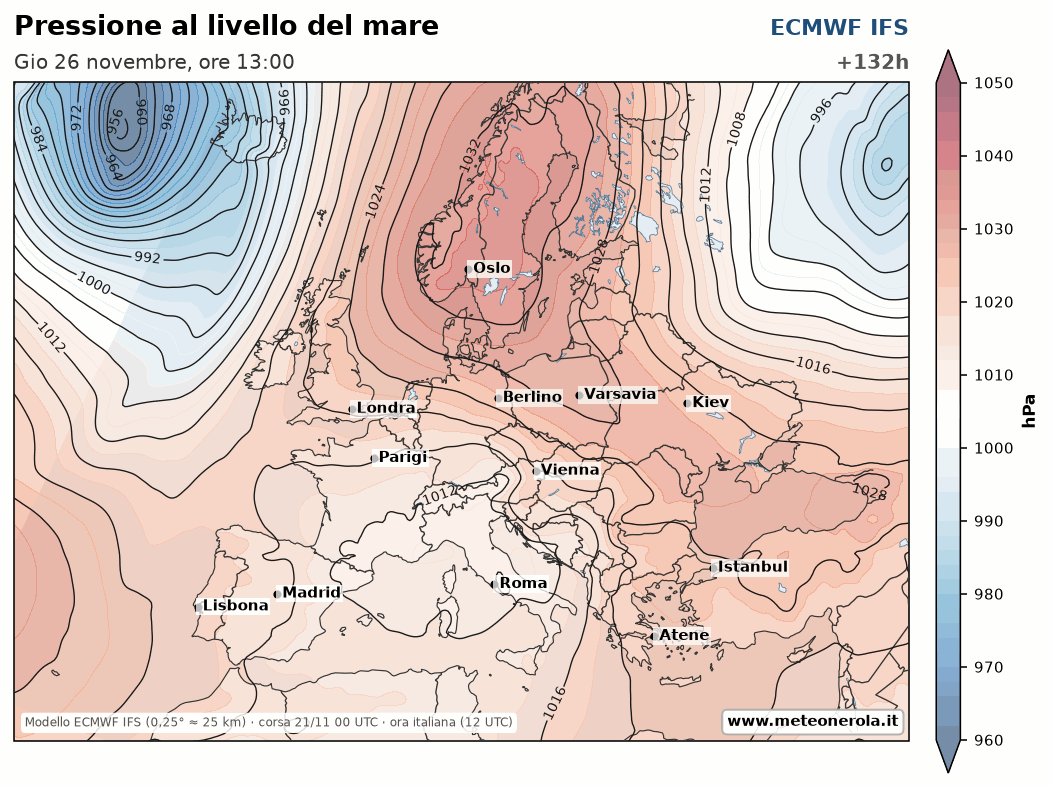 Pressione al livello del mare
ECMWF IFS
Gio 26 novembre, ore 13:00
+132h
1050
1040
1030
1020
1010
1000
990
980
970
960
hPa
972
956
960
968
966
984
964
992
1000
1012
1032
1024
1028
1008
1012
996
1016
1012
1028
1016
Oslo
Londra
Berlino
Varsavia
Kiev
Parigi
Vienna
Istanbul
Roma
Madrid
Lisbona
Atene
Modello ECMWF IFS (0,25° ≈ 25 km) · corsa 21/11 00 UTC · ora italiana (12 UTC)
www.meteonerola.it